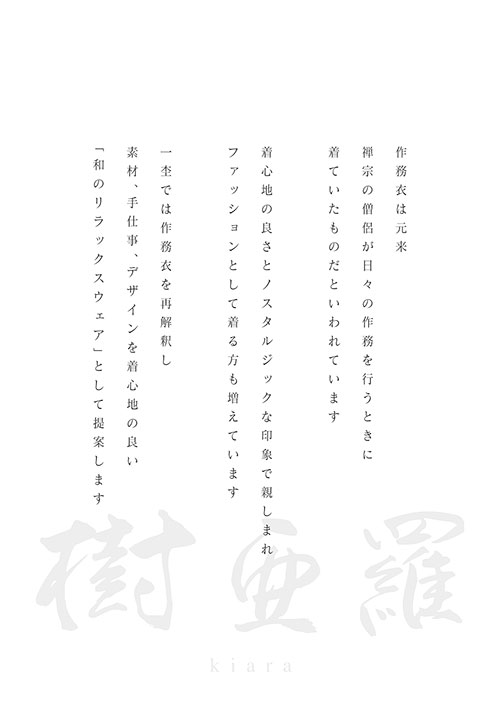 作務衣は元来
禅宗の僧侶が日々の作務を行うときに
着ていたものだといわれています
着心地の良さとノスタルジックな印象で親しまれ
ファッションとして着る方も増えています
一杢では作務衣を再解釈し
素材、手仕事、デザインを着心地の良い
「和のリラックスウェア」として提案します
樹亜羅
kiara